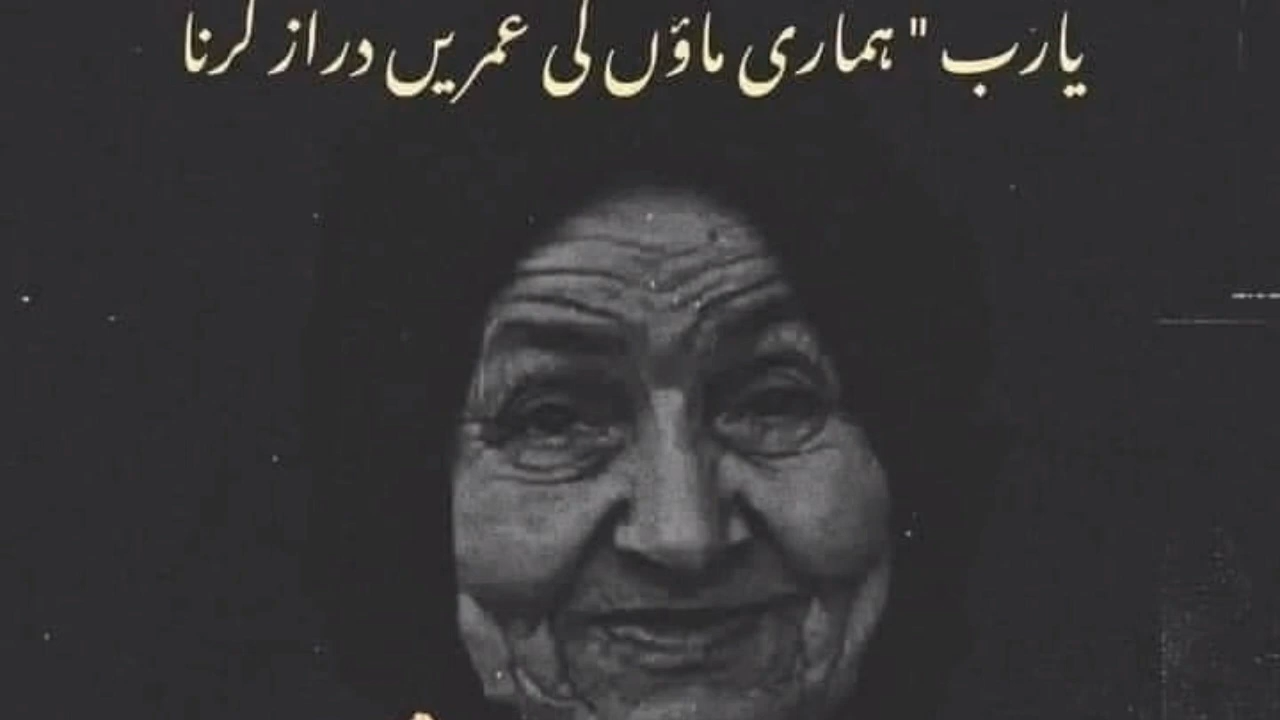 یارب " ہماری ماؤں کی عمریں دراز کرنا